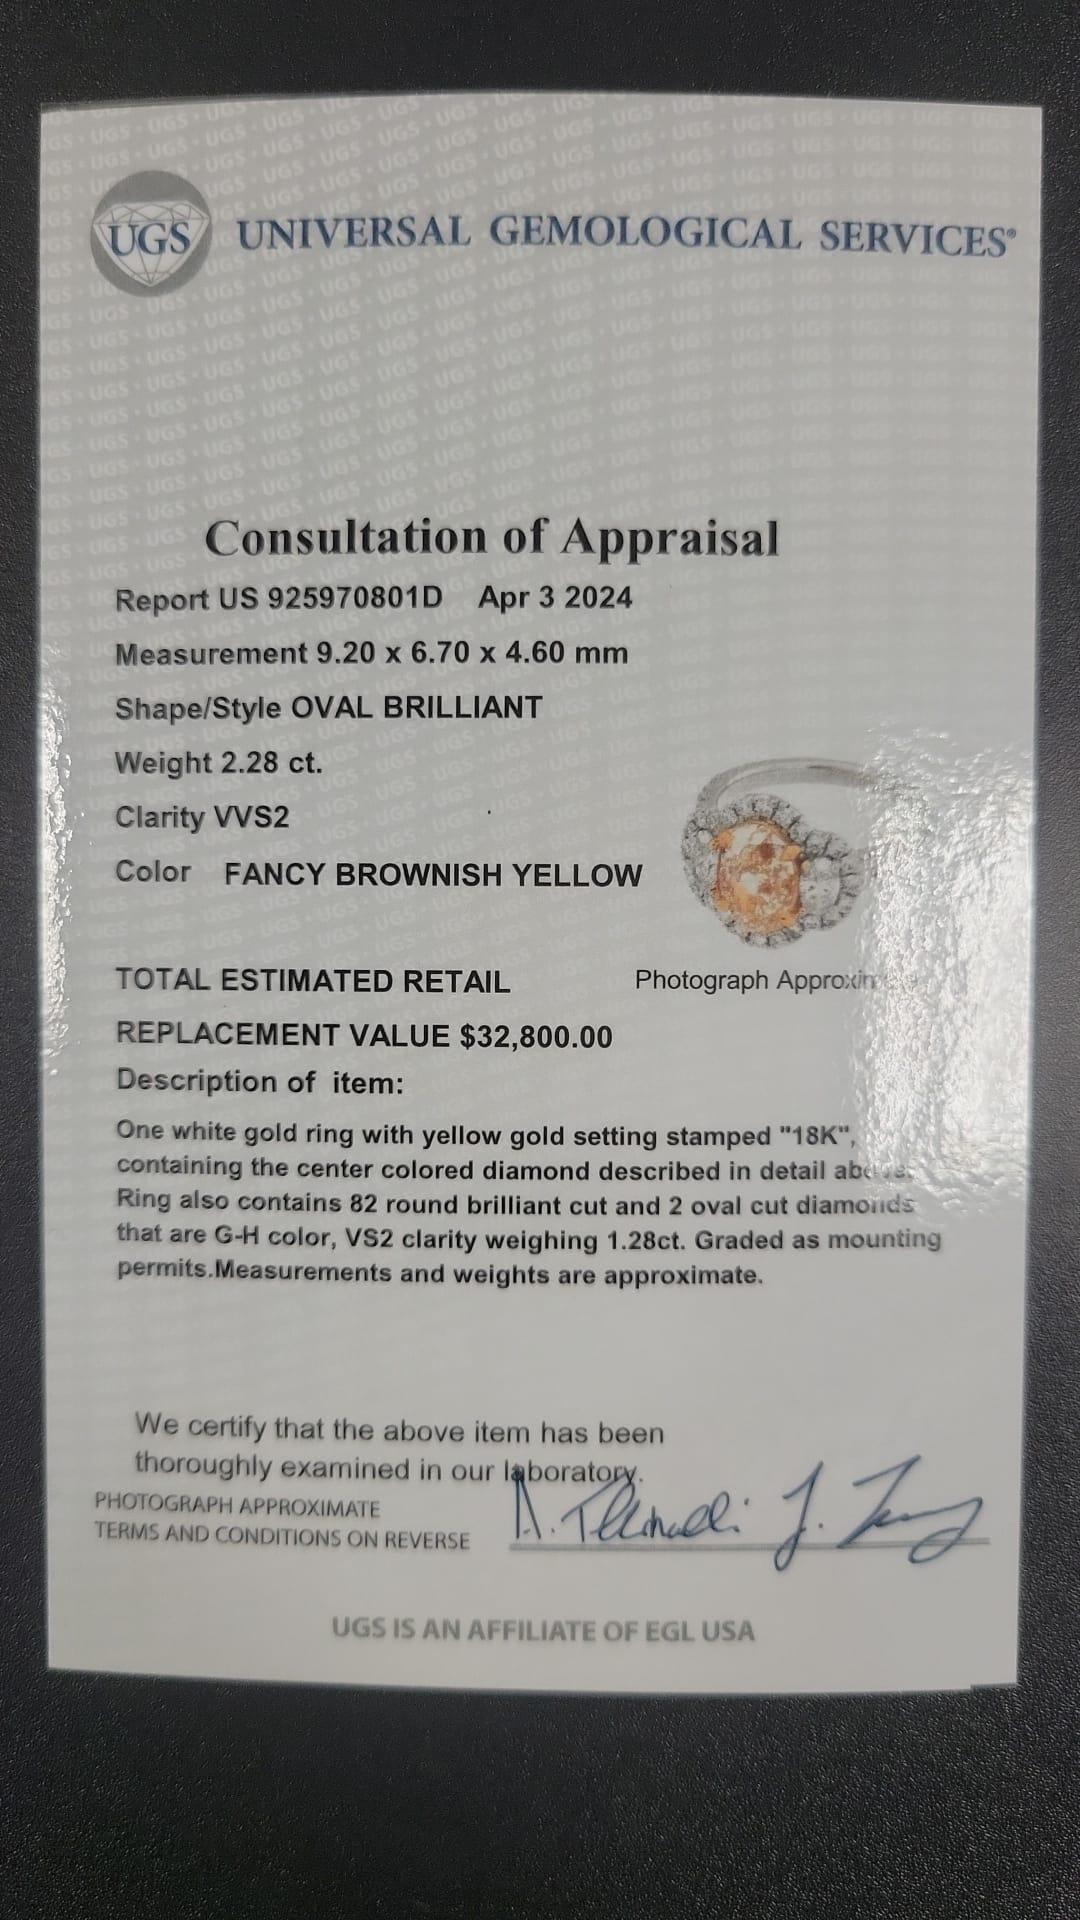 UGS UNIVERSAL GEMOLOGICAL SERVICES®
Consultation of Appraisal
Report US 925970801D Apr 3 2024
Measurement 9.20 x 6.70 x 4.60 mm
Shape/Style OVAL BRILLIANT
Weight 2.28 ct.
Clarity VVS2
Color FANCY BROWNISH YELLOW
TOTAL ESTIMATED RETAIL Photograph
REPLACEMENT VALUE $32,800.00
Description of item:
One white gold ring with yellow gold setting stamped "18K",
containing the center colored diamond described in detail above.
Ring also contains 82 round brilliant cut and 2 oval cut diamonds
that are G-H color, VS2 clarity weighing 1.28ct. Graded as mounting
permits.Measurements and weights are approximate.
We certify that the above item has been
thoroughly examined in our laboratory.
PHOTOGRAPH APPROXIMATE
TERMS AND CONDITIONS ON REVERSE
UGS IS AN AFFILIATE OF EGL USA